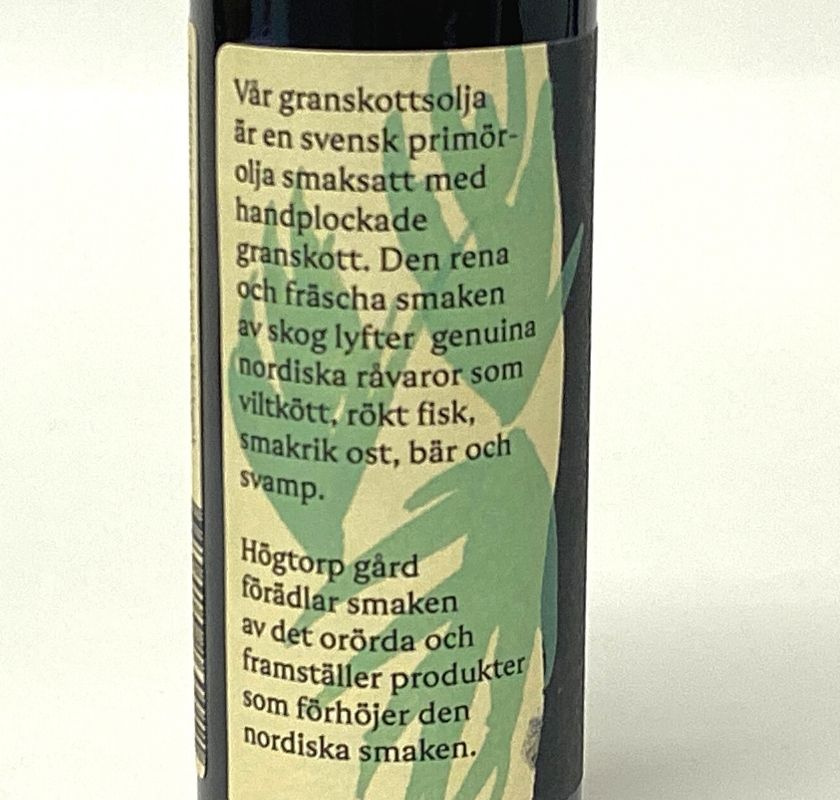 Vår granskottsolja
är en svensk primör-
olja smaksatt med
handplockade
granskott. Den rena
och fräscha smaken
av skog lyfter genuina
nordiska råvaror som
viltkött, rökt fisk,
smakrik ost, bär och
svamp.
Högtorp gård
förädlar smaken
av det orörda och
framställer produkter
som förhöjer den
nordiska smaken.